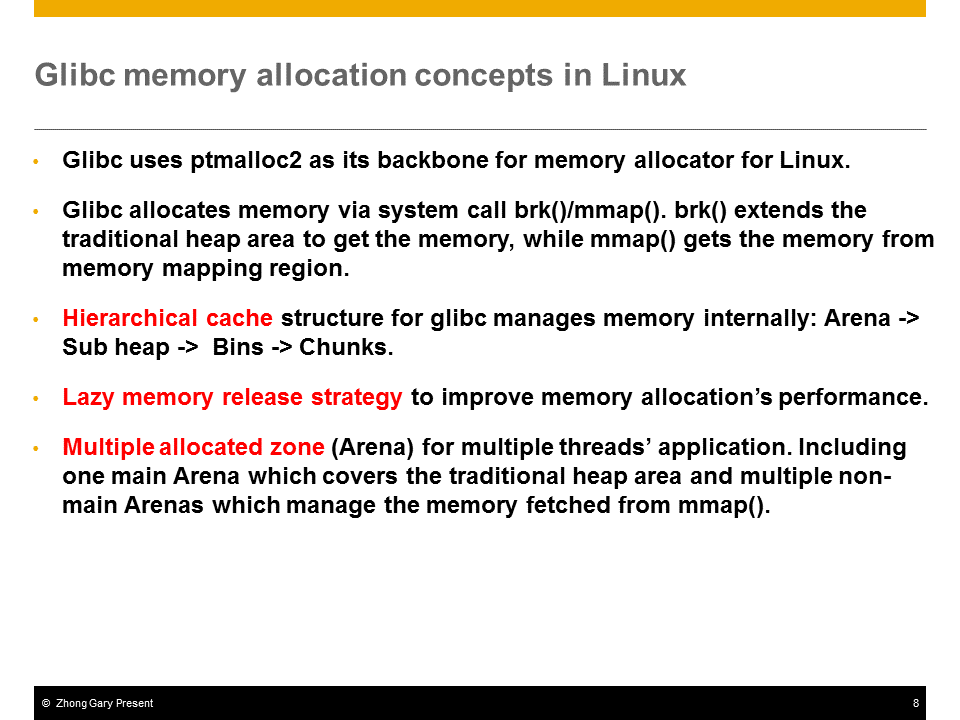 Glibc memory allocation concepts in Linux
• Glibc uses ptmalloc2 as its backbone for memory allocator for Linux.
• Glibc allocates memory via system call brk()/mmap(). brk() extends the
traditional heap area to get the memory, while mmap() gets the memory from
memory mapping region.
• Hierarchical cache structure for glibc manages memory internally: Arena ->
Sub heap -> Bins -> Chunks.
• Lazy memory release strategy to improve memory allocation’s performance.
• Multiple allocated zone (Arena) for multiple threads’ application. Including
one main Arena which covers the traditional heap area and multiple non-
main Arenas which manage the memory fetched from mmap().
© Zhong Gary Present 8